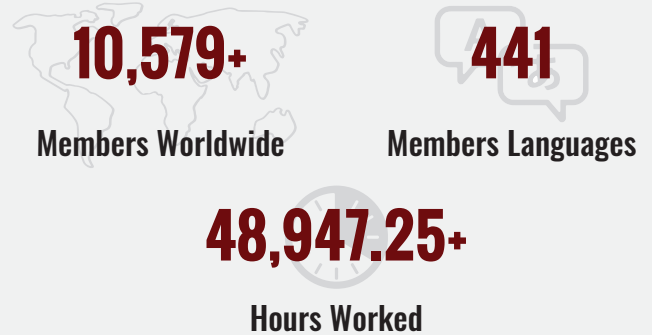 10,579+
441
Members Worldwide
Members Languages
48,947.25+
Hours Worked